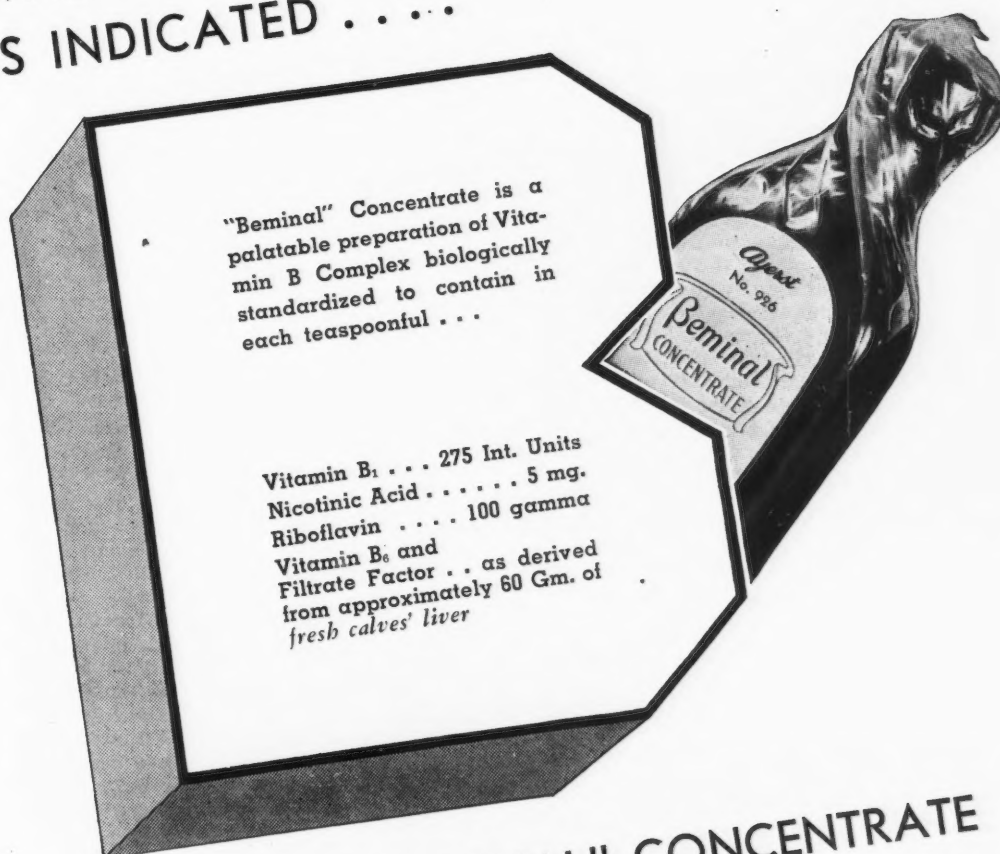 S INDICATED . . . .
"Beminal" Concentrate is a
palatable preparation of Vita-
min B Complex biologically
standardized to contain in
each teaspoonful . . .
Ayerst
No. 926
Beminal
CONCENTRATE
Vitamin B₁ . . . 275 Int. Units
Nicotinic Acid . . . . . . 5 mg.
Riboflavin . . . . 100 gamma
Vitamin B₆ and
Filtrate Factor . . as derived
from approximately 60 Gm. of
fresh calves' liver
CONCENTRATE